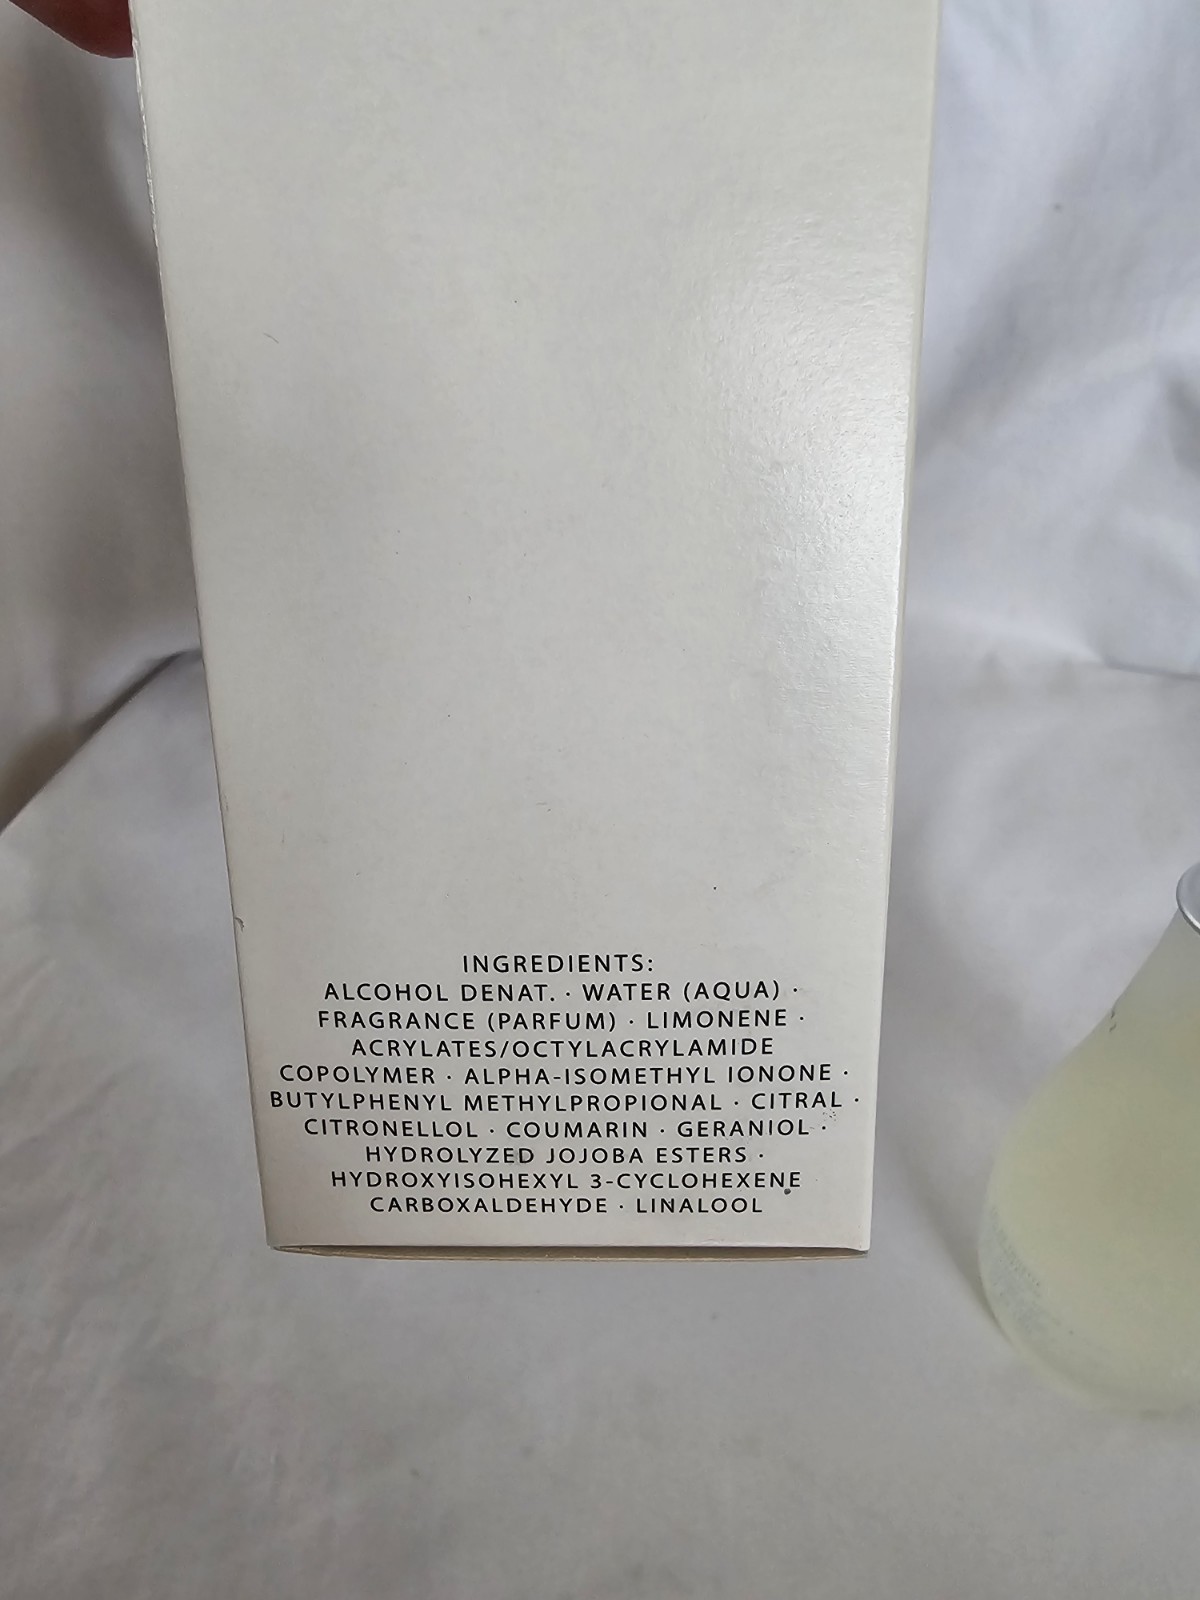 INGREDIENTS:
ALCOHOL DENAT. · WATER (AQUA) ·
FRAGRANCE (PARFUM) · LIMONENE ·
ACRYLATES/OCTYLACRYLAMIDE
COPOLYMER · ALPHA-ISOMETHYL IONONE ·
BUTYLPHENYL METHYLPROPIONAL · CITRAL ·
CITRONELLOL · COUMARIN · GERANIOL ·
HYDROLYZED JOJOBA ESTERS ·
HYDROXYISOHEXYL 3-CYCLOHEXENE
CARBOXALDEHYDE · LINALOOL